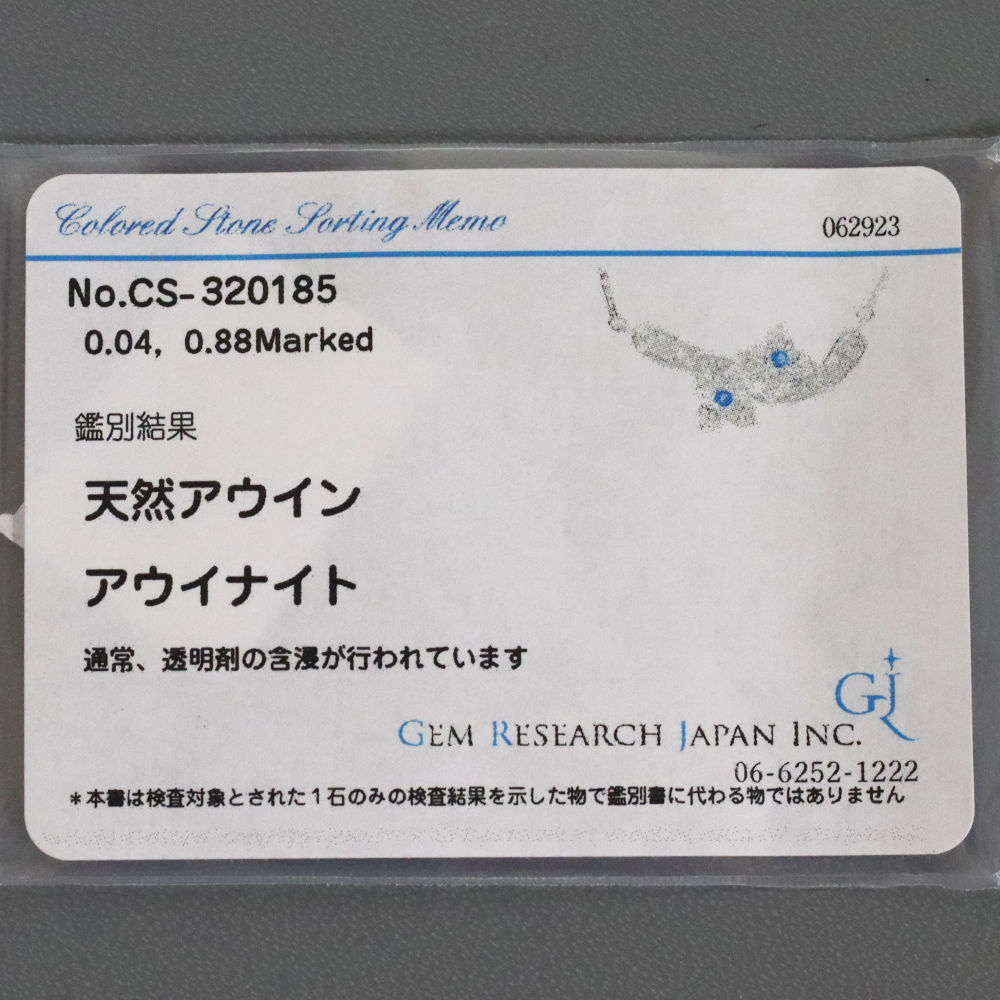 Colored Stone Sorting Memo
062923
No.CS-320185
0.04, 0.88Marked
鑑別結果
天然アウイン
アウイナイト
通常、透明剤の含浸が行われています
GJ
GEM RESEARCH JAPAN INC.
06-6252-1222
*本書は検査対象とされた1石のみの検査結果を示した物で鑑別書に代わる物ではありません